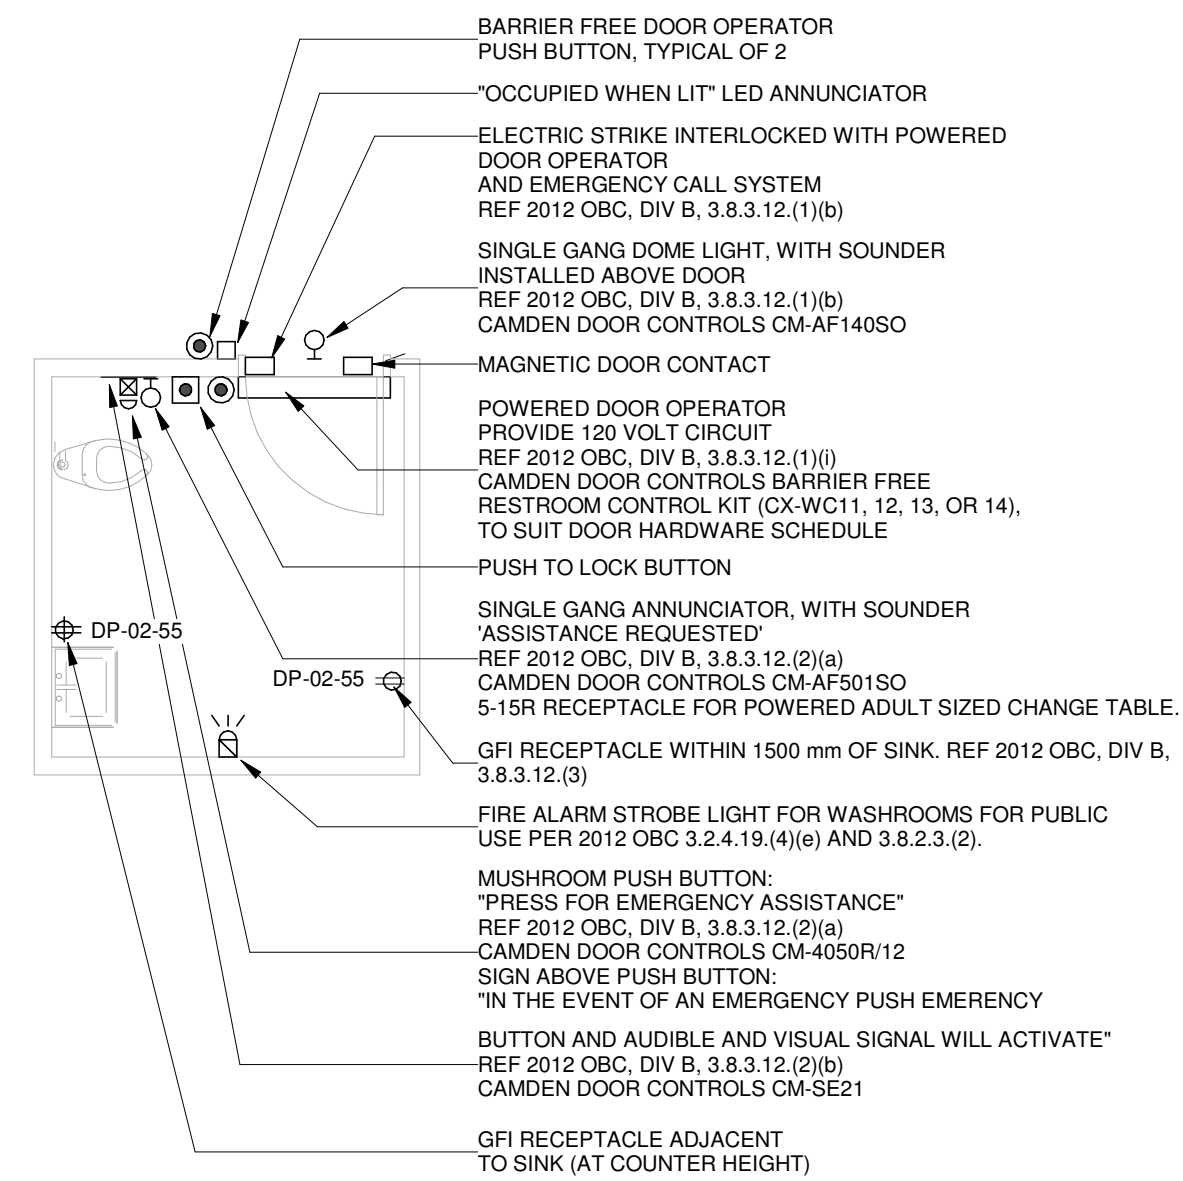 BARRIER FREE DOOR OPERATOR
PUSH BUTTON, TYPICAL OF 2
"OCCUPIED WHEN LIT" LED ANNUNCIATOR
ELECTRIC STRIKE INTERLOCKED WITH POWERED
DOOR OPERATOR
AND EMERGENCY CALL SYSTEM
REF 2012 OBC, DIV B, 3.8.3.12.(1)(b)
SINGLE GANG DOME LIGHT, WITH SOUNDER
INSTALLED ABOVE DOOR
REF 2012 OBC, DIV B, 3.8.3.12.(1)(b)
CAMDEN DOOR CONTROLS CM-AF140SO
MAGNETIC DOOR CONTACT
POWERED DOOR OPERATOR
PROVIDE 120 VOLT CIRCUIT
REF 2012 OBC, DIV B, 3.8.3.12.(1)(i)
CAMDEN DOOR CONTROLS BARRIER FREE
RESTROOM CONTROL KIT (CX-WC11, 12, 13, OR 14),
TO SUIT DOOR HARDWARE SCHEDULE
PUSH TO LOCK BUTTON
SINGLE GANG ANNUNCIATOR, WITH SOUNDER
'ASSISTANCE REQUESTED'
REF 2012 OBC, DIV B, 3.8.3.12.(2)(a)
CAMDEN DOOR CONTROLS CM-AF501SO
5-15R RECEPTACLE FOR POWERED ADULT SIZED CHANGE TABLE.
GFI RECEPTACLE WITHIN 1500 mm OF SINK. REF 2012 OBC, DIV B,
3.8.3.12.(3)
FIRE ALARM STROBE LIGHT FOR WASHROOMS FOR PUBLIC
USE PER 2012 OBC 3.2.4.19.(4)(e) AND 3.8.2.3.(2).
MUSHROOM PUSH BUTTON:
"PRESS FOR EMERGENCY ASSISTANCE"
REF 2012 OBC, DIV B, 3.8.3.12.(2)(a)
CAMDEN DOOR CONTROLS CM-4050R/12
SIGN ABOVE PUSH BUTTON:
"IN THE EVENT OF AN EMERGENCY PUSH EMERENCY
BUTTON AND AUDIBLE AND VISUAL SIGNAL WILL ACTIVATE"
REF 2012 OBC, DIV B, 3.8.3.12.(2)(b)
CAMDEN DOOR CONTROLS CM-SE21
GFI RECEPTACLE ADJACENT
TO SINK (AT COUNTER HEIGHT)
DP-02-55
DP-02-55